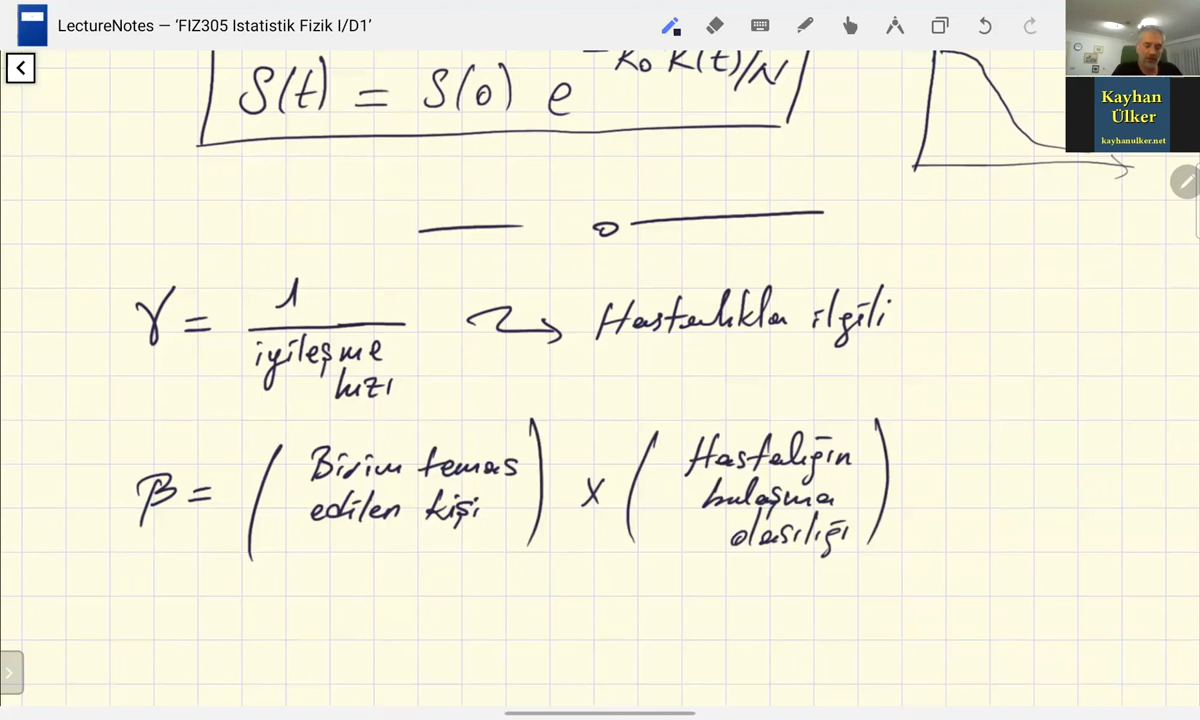 LectureNotes — ‘FIZ305 Istatistik Fizik I/D1’
Kayhan
Ülker
kayhanulker.net
S(t) = S(0) e^{-R0 R(t)/N}
γ = 1 / iyileşme hızı → Hastalıkla ilgili
β = (Birim temas edilen kişi) x (Hastalığın bulaşma olasılığı)